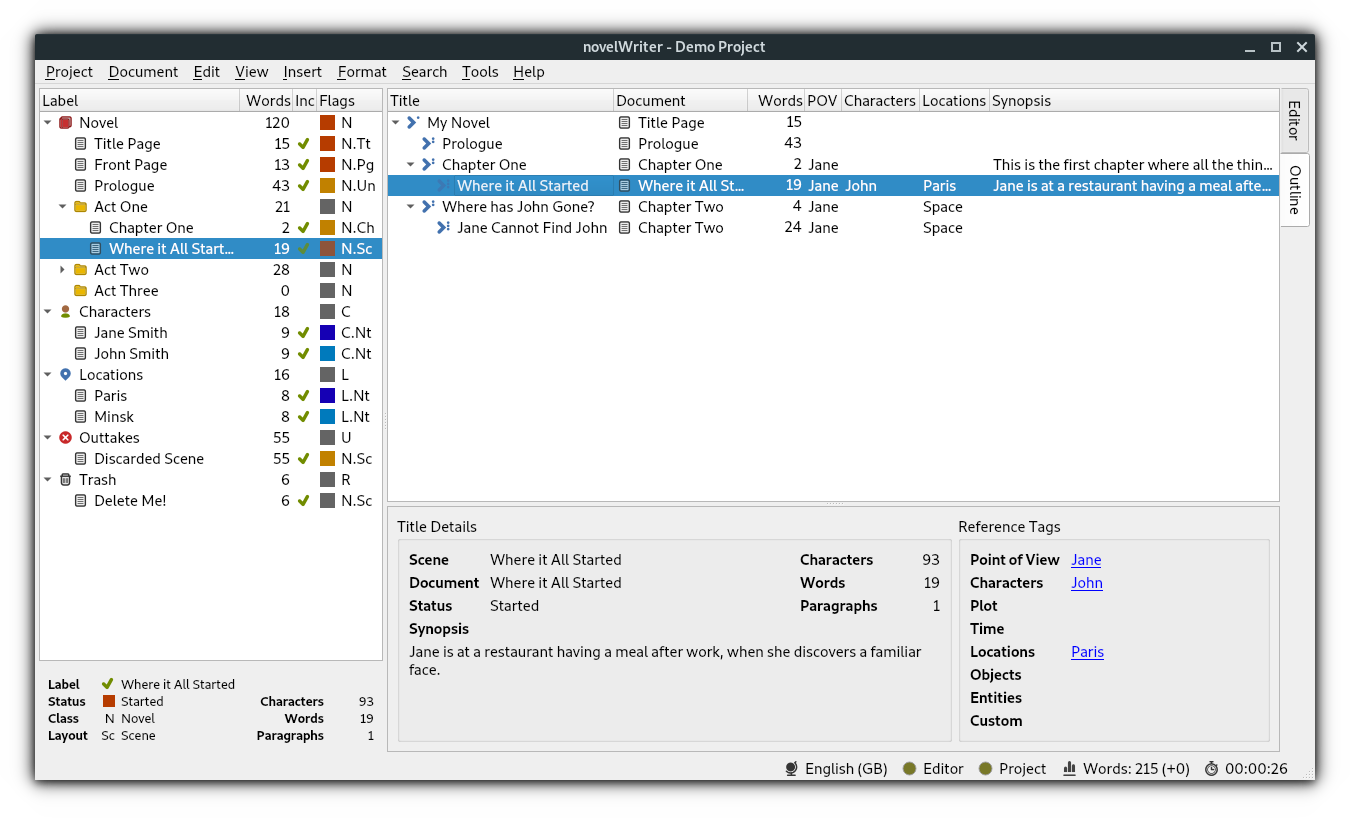 novelWriter - Demo Project
Project Document Edit View Insert Format Search Tools Help
Label Words Inc Flags
Novel 120 N
Title Page 15 N.Tt
Front Page 13 N.Pg
Prologue 43 N.Un
Act One 21 N
Chapter One 2 N.Ch
Where it All Start... 19 N.Sc
Act Two 28 N
Act Three 0 N
Characters 18 C
Jane Smith 9 C.Nt
John Smith 9 C.Nt
Locations 16 L
Paris 8 L.Nt
Minsk 8 L.Nt
Outtakes 55 U
Discarded Scene 55 N.Sc
Trash 6 R
Delete Me! 6 N.Sc
Label Where it All Started
Status Started Characters 93
Class N Novel Words 19
Layout Sc Scene Paragraphs 1
Title Document Words POV Characters Locations Synopsis
My Novel Title Page 15
Prologue Prologue 43
Chapter One Chapter One 2 Jane This is the first chapter where all the thin...
Where it All Started Where it All St... 19 Jane John Paris Jane is at a restaurant having a meal afte...
Where has John Gone? Chapter Two 4 Jane Space
Jane Cannot Find John Chapter Two 24 Jane Space
Editor
Outline
Title Details
Scene Where it All Started Characters 93
Document Where it All Started Words 19
Status Started Paragraphs 1
Synopsis
Jane is at a restaurant having a meal after work, when she discovers a familiar
face.
Reference Tags
Point of View Jane
Characters John
Plot
Time
Locations Paris
Objects
Entities
Custom
English (GB) Editor Project Words: 215 (+0) 00:00:26